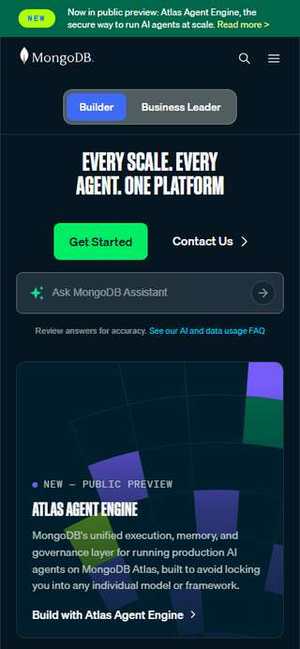 NEW
Now in public preview: Atlas Agent Engine, the
secure way to run AI agents at scale. Read more >
MongoDB.
Builder
Business Leader
EVERY SCALE. EVERY
AGENT. ONE PLATFORM
Get Started
Contact Us
Ask MongoDB Assistant
Review answers for accuracy. See our AI and data usage FAQ
NEW — PUBLIC PREVIEW
ATLAS AGENT ENGINE
MongoDB's unified execution, memory, and
governance layer for running production AI
agents on MongoDB Atlas, built to avoid locking
you into any individual model or framework.
Build with Atlas Agent Engine